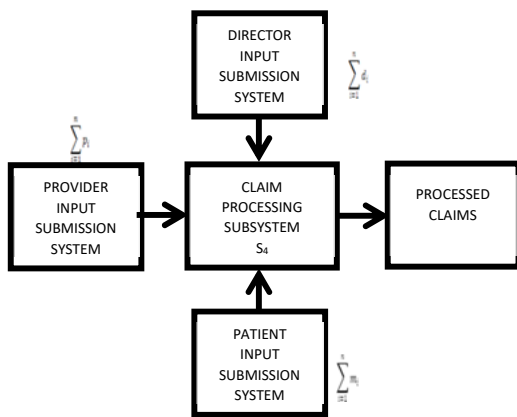 DIRECTOR
INPUT
SUBMISSION
SYSTEM
PROVIDER
INPUT
SUBMISSION
SYSTEM
CLAIM
PROCESSING
SUBSYSTEM
S₄
PROCESSED
CLAIMS
PATIENT
INPUT
SUBMISSION
SYSTEM